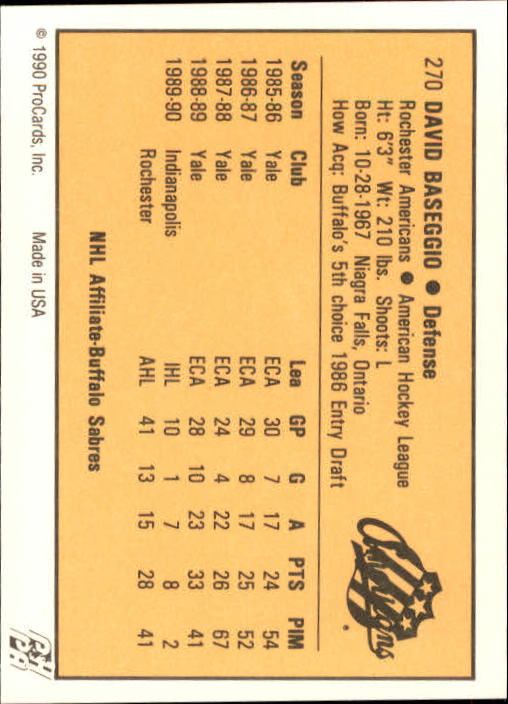 270 DAVID BASEGGIO ● Defense
Rochester Americans ● American Hockey League
Ht: 6'3" Wt: 210 lbs. Shoots: L
Born: 10-28-1967 Niagra Falls, Ontario
How Acq: Buffalo's 5th choice 1986 Entry Draft
Amerks
Season Club Lea GP G A PTS PIM
1985-86 Yale ECA 30 7 17 24 54
1986-87 Yale ECA 29 8 17 25 52
1987-88 Yale ECA 24 4 22 26 67
1988-89 Yale ECA 28 10 23 33 41
1989-90 Indianapolis IHL 10 1 7 8 2
Rochester AHL 41 13 15 28 41
NHL Affiliate-Buffalo Sabres
© 1990 ProCards, Inc. Made in USA